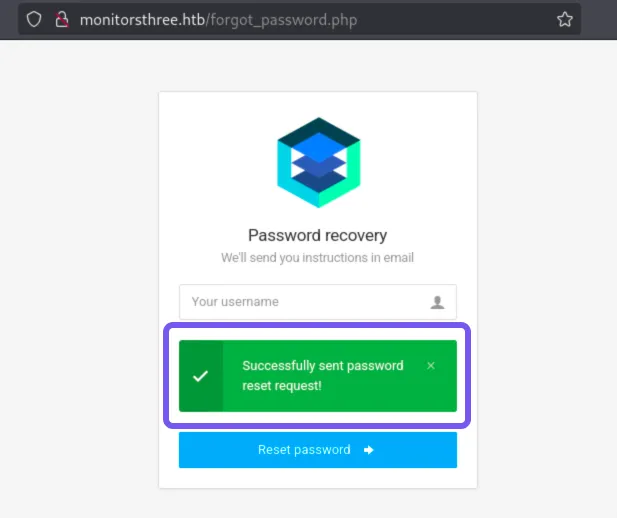 monitorsthree.htb/forgot_password.php
Password recovery
We'll send you instructions in email
Your username
Successfully sent password
reset request!
Reset password